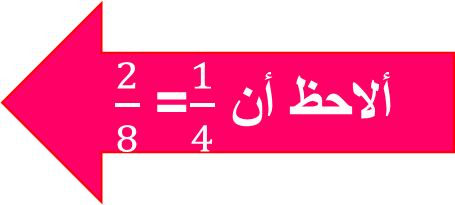 ألاحظ أن 1/4 = 2/8